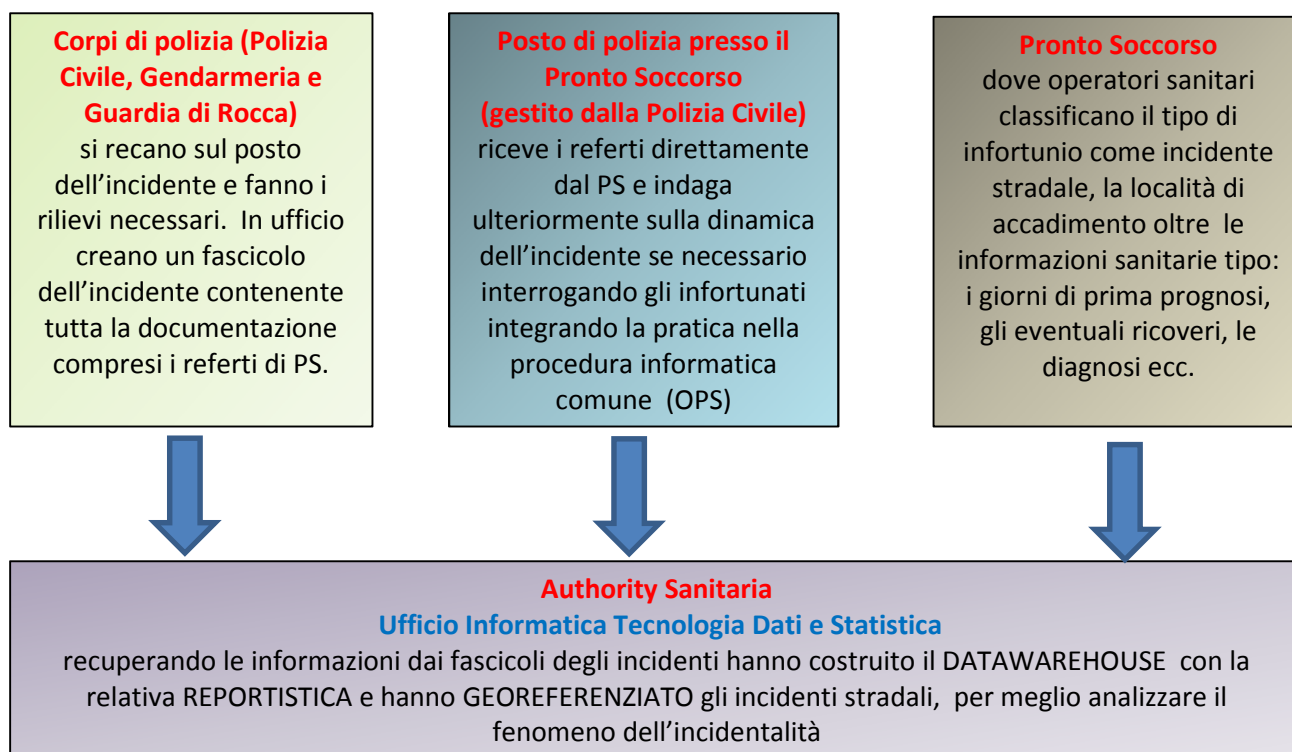 Corpi di polizia (Polizia
Civile, Gendarmeria e
Guardia di Rocca)
si recano sul posto
dell’incidente e fanno i
rilievi necessari.  In ufficio
creano un fascicolo
dell’incidente contenente
tutta la documentazione
compresi i referti di PS.
Posto di polizia presso il
Pronto Soccorso
(gestito dalla Polizia Civile)
riceve i referti direttamente
dal PS e indaga
ulteriormente sulla dinamica
dell’incidente se necessario
interrogando gli infortunati
integrando la pratica nella
procedura informatica
comune  (OPS)
Pronto Soccorso
dove operatori sanitari
classificano il tipo di
infortunio come incidente
stradale, la località di
accadimento oltre  le
informazioni sanitarie tipo:
i giorni di prima prognosi,
gli eventuali ricoveri, le
diagnosi ecc.
Authority Sanitaria
Ufficio Informatica Tecnologia Dati e Statistica
recuperando le informazioni dai fascicoli degli incidenti hanno costruito il DATAWAREHOUSE  con la
relativa REPORTISTICA e hanno GEOREFERENZIATO gli incidenti stradali,  per meglio analizzare il
fenomeno dell’incidentalità